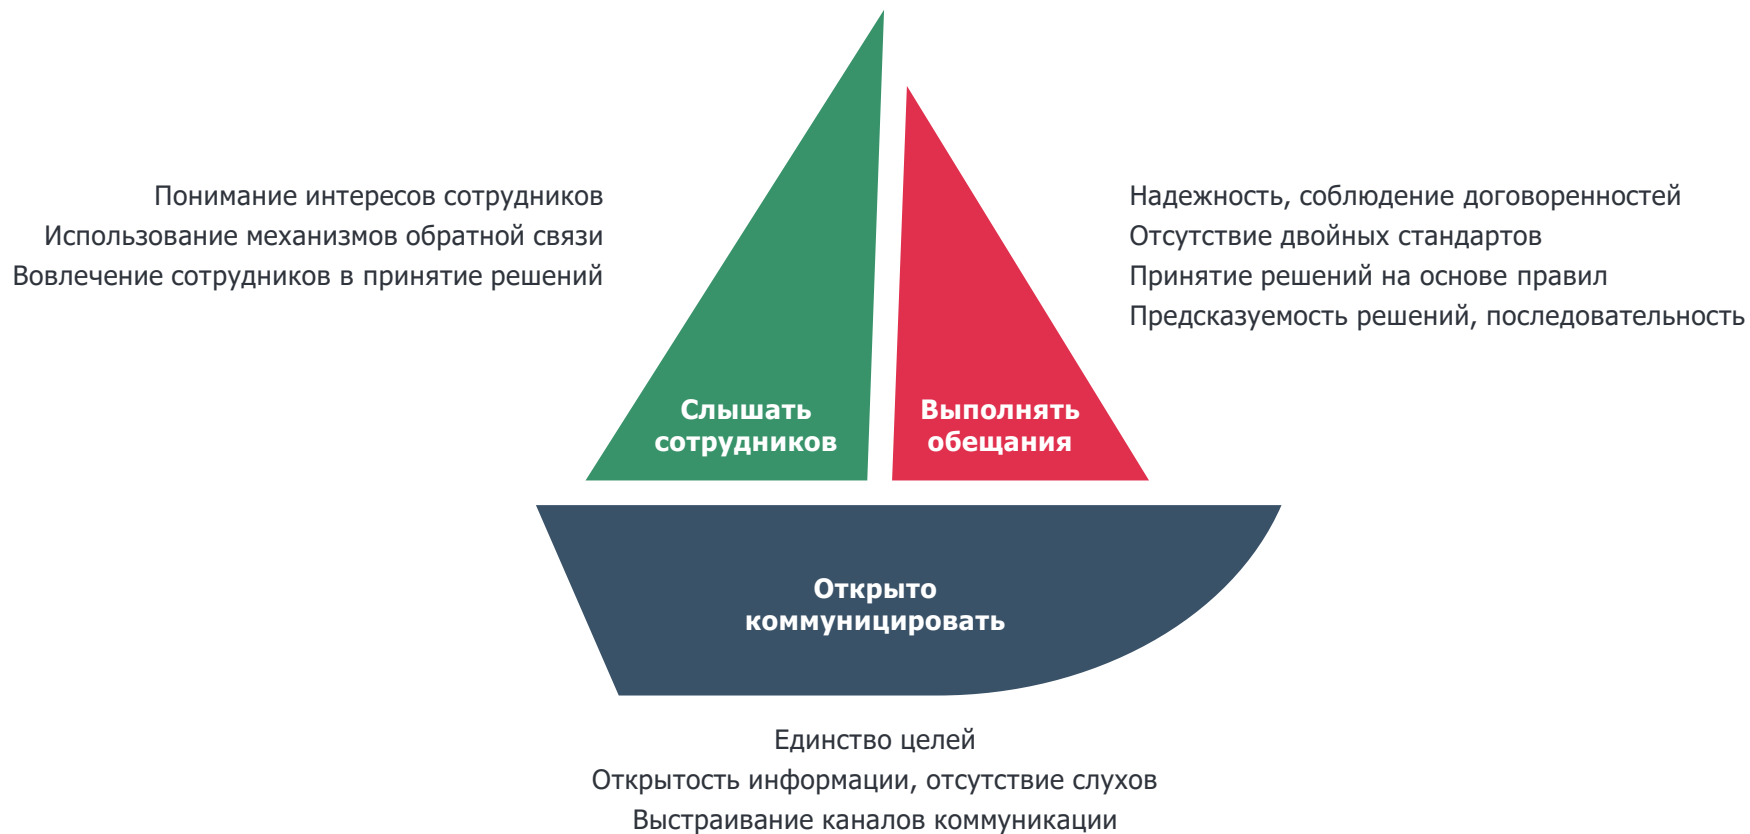 Понимание интересов сотрудников
Использование механизмов обратной связи
Вовлечение сотрудников в принятие решений
Надежность, соблюдение договоренностей
Отсутствие двойных стандартов
Принятие решений на основе правил
Предсказуемость решений, последовательность
Слышать
сотрудников
Выполнять
обещания
Открыто
коммуницировать
Единство целей
Открытость информации, отсутствие слухов
Выстраивание каналов коммуникации